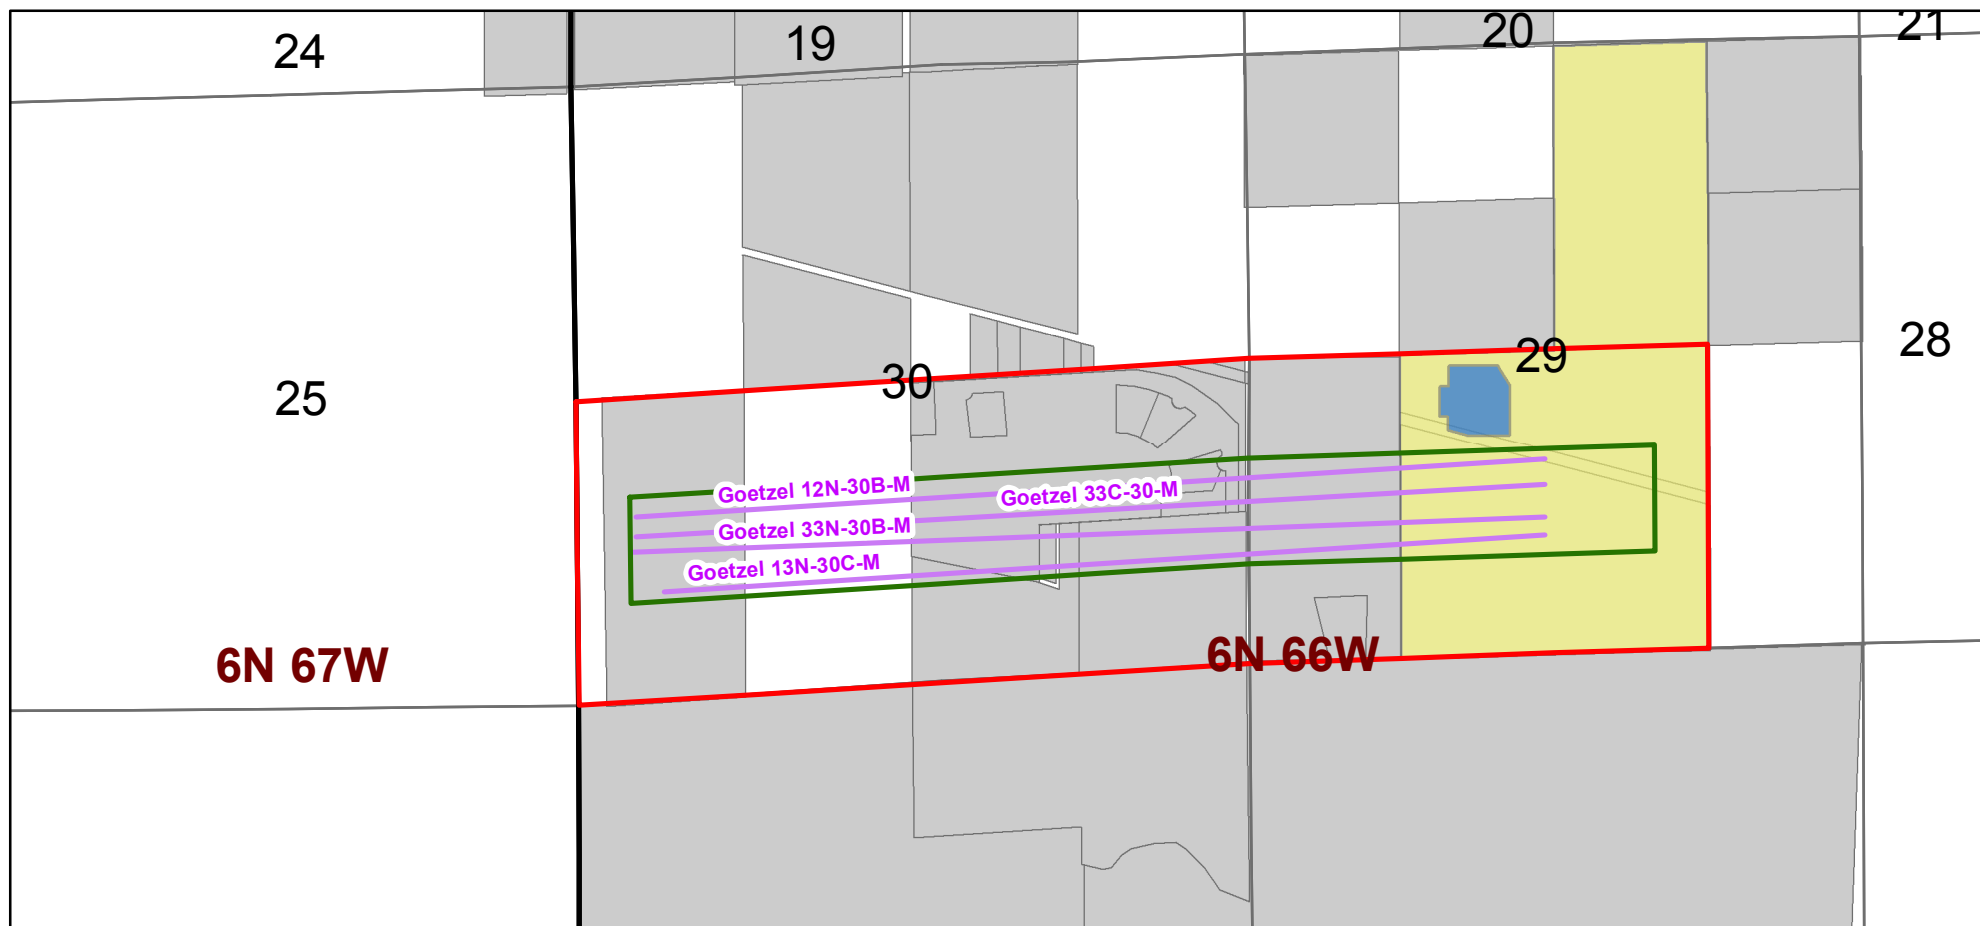 24
19
20
21
25
30
29
28
Goetzel 12N-30B-M
Goetzel 33C-30-M
Goetzel 33N-30B-M
Goetzel 13N-30C-M
6N 67W
6N 66W